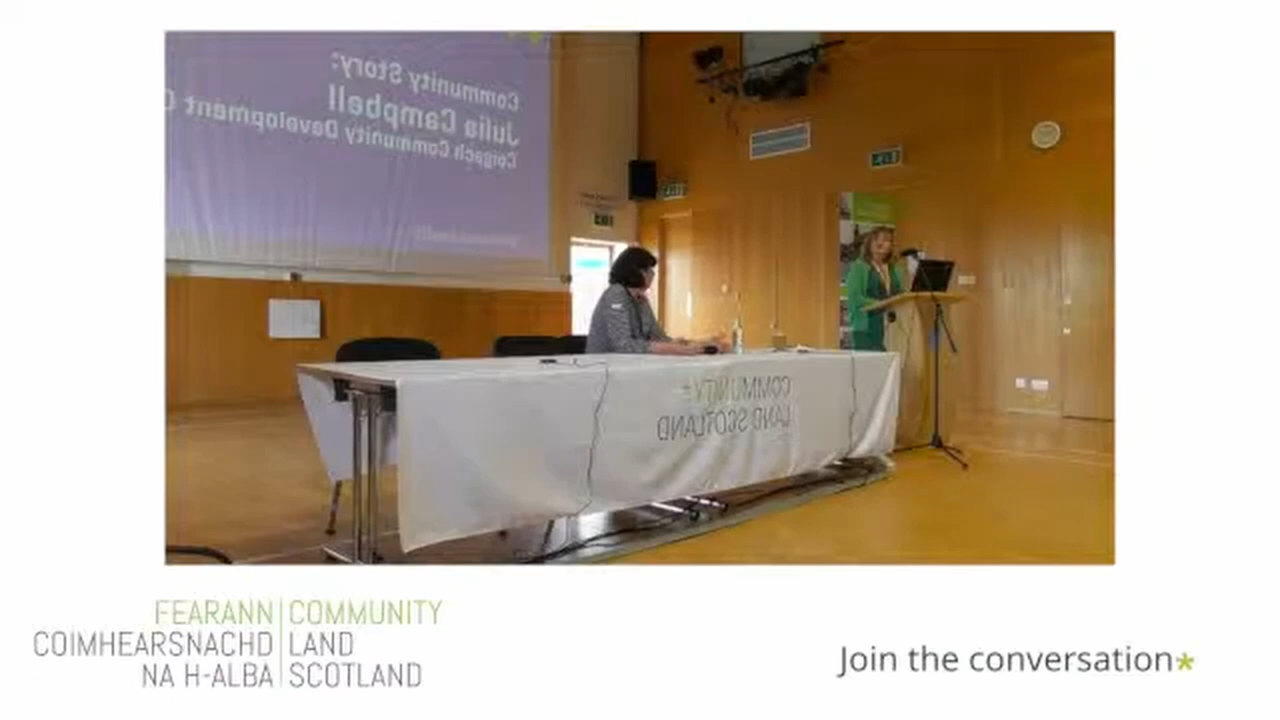 Community Story:
Julia Campbell
Coigach Community Development
COMMUNITY
LAND SCOTLAND
FEARANN COMMUNITY
COIMHEARSNACHD LAND
NA H-ALBA SCOTLAND
Join the conversation*